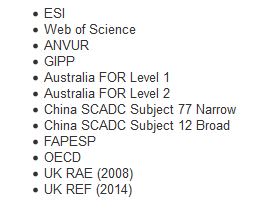 ESI
Web of Science
ANVUR
GIPP
Australia FOR Level 1
Australia FOR Level 2
China SCADC Subject 77 Narrow
China SCADC Subject 12 Broad
FAPESP
OECD
UK RAE (2008)
UK REF (2014)